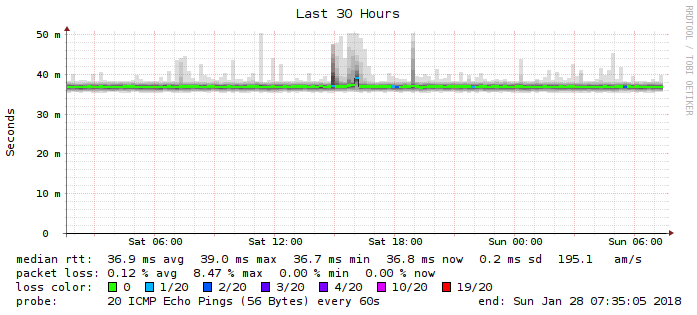 Last 30 Hours
RRDTOOL / TOBI OETIKER
Seconds
50 m
40 m
30 m
20 m
10 m
0
Sat 06:00 Sat 12:00 Sat 18:00 Sun 00:00 Sun 06:00
median rtt: 36.9 ms avg 39.0 ms max 36.7 ms min 36.8 ms now 0.2 ms sd 195.1 am/s
packet loss: 0.12 % avg 8.47 % max 0.00 % min 0.00 % now
loss color: 0 1/20 2/20 3/20 4/20 10/20 19/20
probe: 20 ICMP Echo Pings (56 Bytes) every 60s end: Sun Jan 28 07:35:05 2018